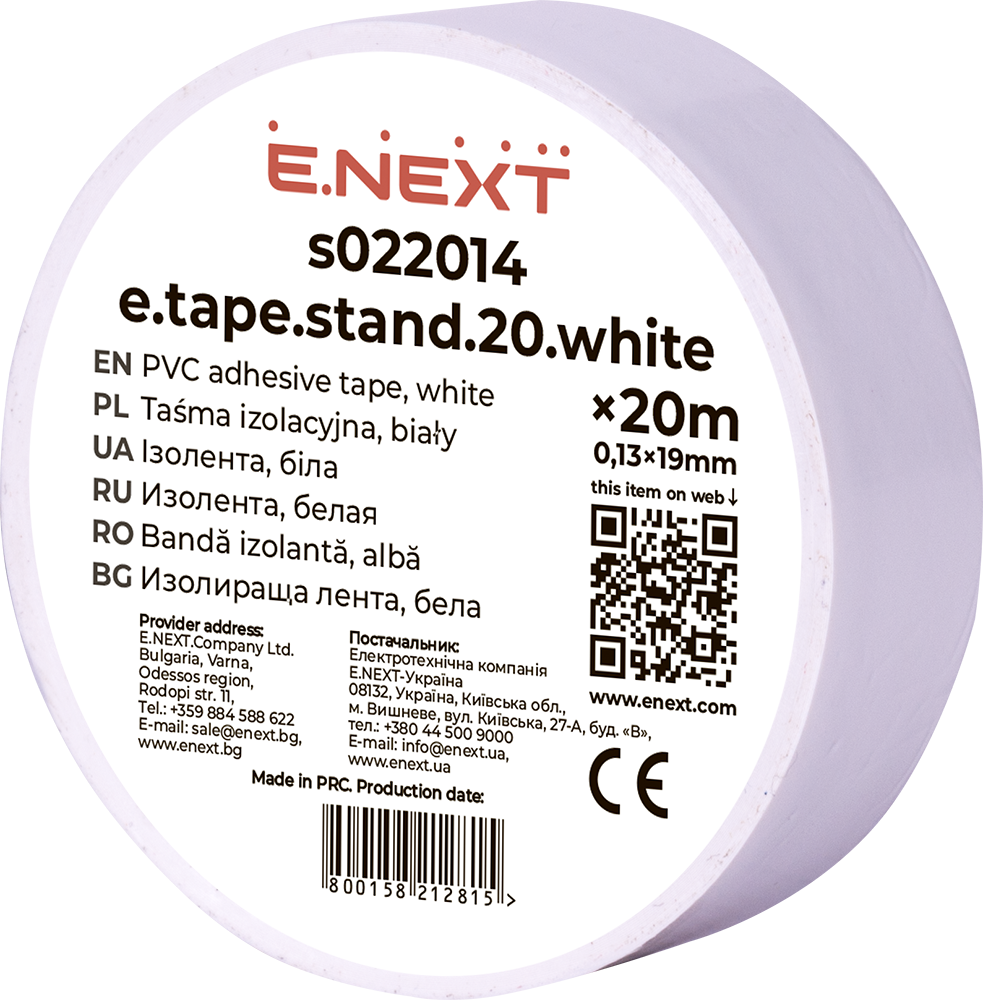 E.NEXT
s022014
e.tape.stand.20.white
EN PVC adhesive tape, white
PL Taśma izolacyjna, biały
UA Ізолента, біла
RU Изолента, белая
RO Bandă izolantă, albă
BG Изолираща лента, бела
×20m
0,13×19mm
this item on web↓
www.enext.com
Provider address:
E.NEXT.Company Ltd.
Bulgaria, Varna,
Odessos region,
Rodopi str. 11,
Tel.: +359 884 588 622
E-mail: sale@enext.bg,
www.enext.bg
Постачальник:
Електротехнічна компанія
E.NEXT-Україна
08132, Україна, Київська обл.,
м. Вишневе, вул. Київська, 27-А, буд. «В»,
тел.: +380 44 500 9000
E-mail: info@enext.ua,
www.enext.ua
CE
Made in PRC. Production date:
800158 212815 >